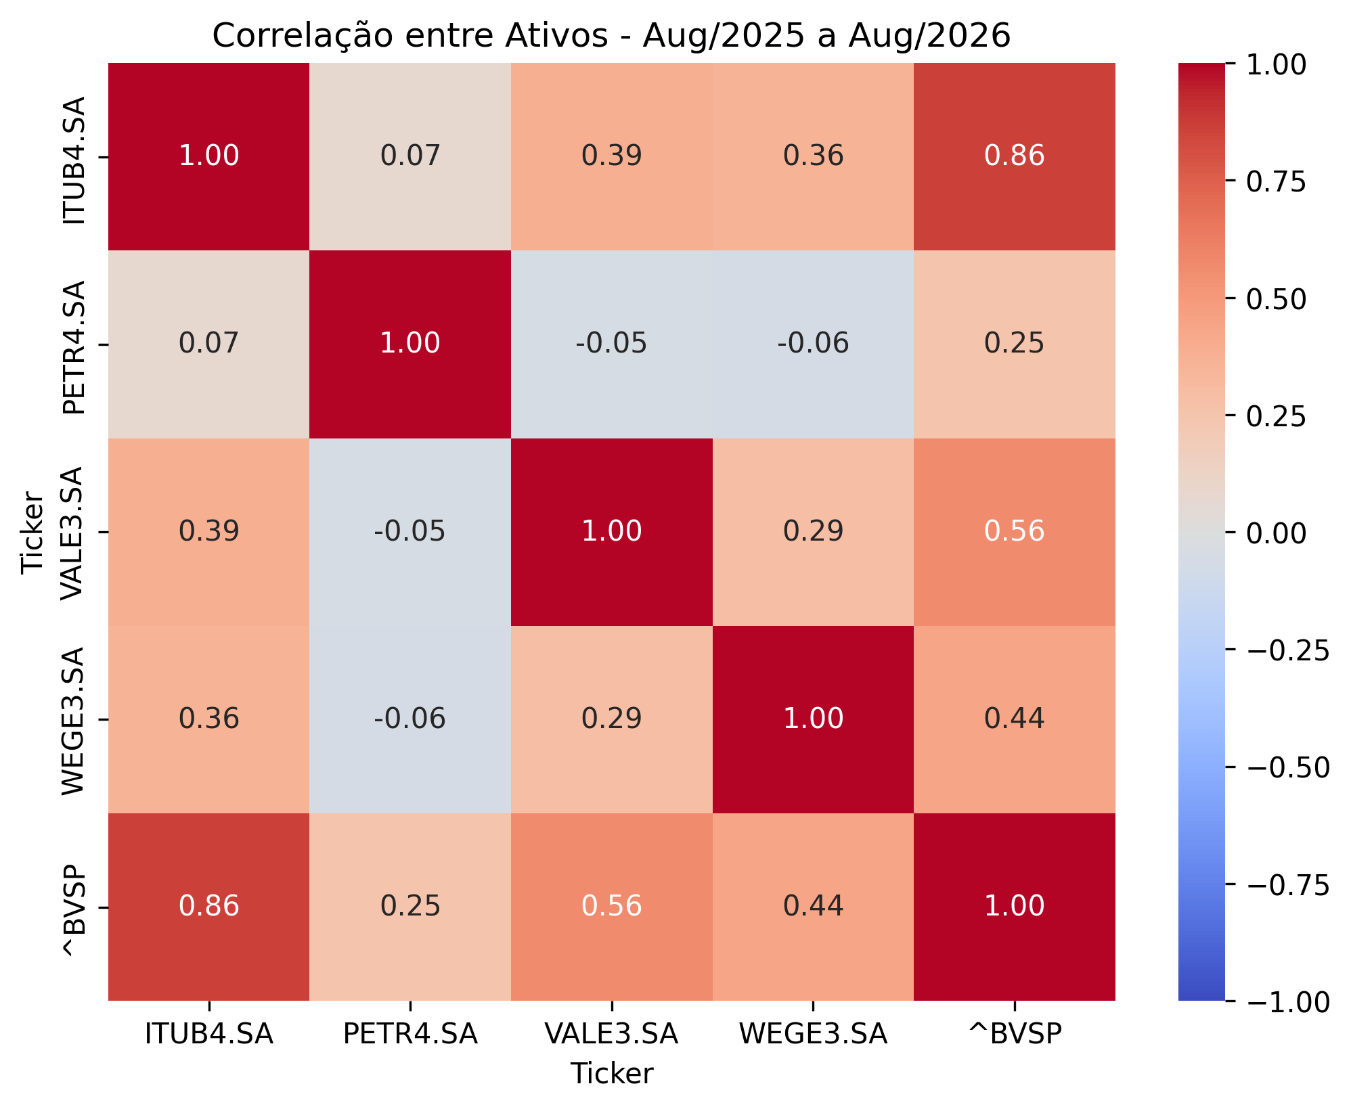 Correlação entre Ativos - Aug/2025 a Aug/2026
Ticker
ITUB4.SA 1.00 0.07 0.39 0.36 0.86
PETR4.SA 0.07 1.00 -0.05 -0.06 0.25
VALE3.SA 0.39 -0.05 1.00 0.29 0.56
WEGE3.SA 0.36 -0.06 0.29 1.00 0.44
^BVSP 0.86 0.25 0.56 0.44 1.00
ITUB4.SA PETR4.SA VALE3.SA WEGE3.SA ^BVSP
Ticker
1.00
0.75
0.50
0.25
0.00
−0.25
−0.50
−0.75
−1.00